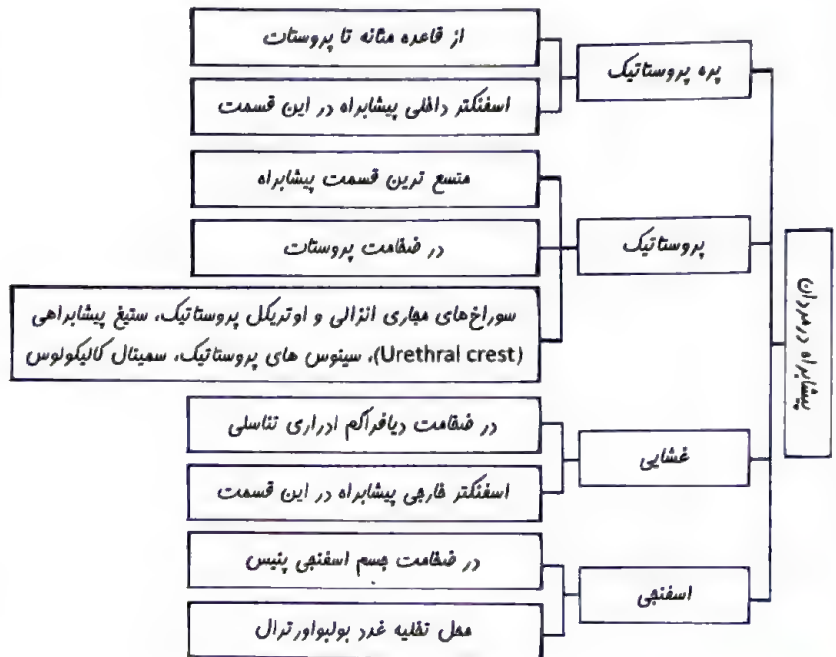 پیشابراه در مردان
پره پروستاتیک
از قاعده مثانه تا پروستات
اسفنکتر داخلی پیشابراه در این قسمت
پروستاتیک
متسع ترین قسمت پیشابراه
در ضخامت پروستات
سوراخ‌های مجاری انزالی و اوتریکل پروستاتیک، ستیغ پیشابراهی
(Urethral crest)، سینوس های پروستاتیک، سمینال کالیکولوس
غشایی
در ضخامت دیافراگم ادراری تناسلی
اسفنکتر خارجی پیشابراه در این قسمت
اسفنجی
در ضخامت جسم اسفنجی پنیس
محل تخلیه غدد بولبواورترال